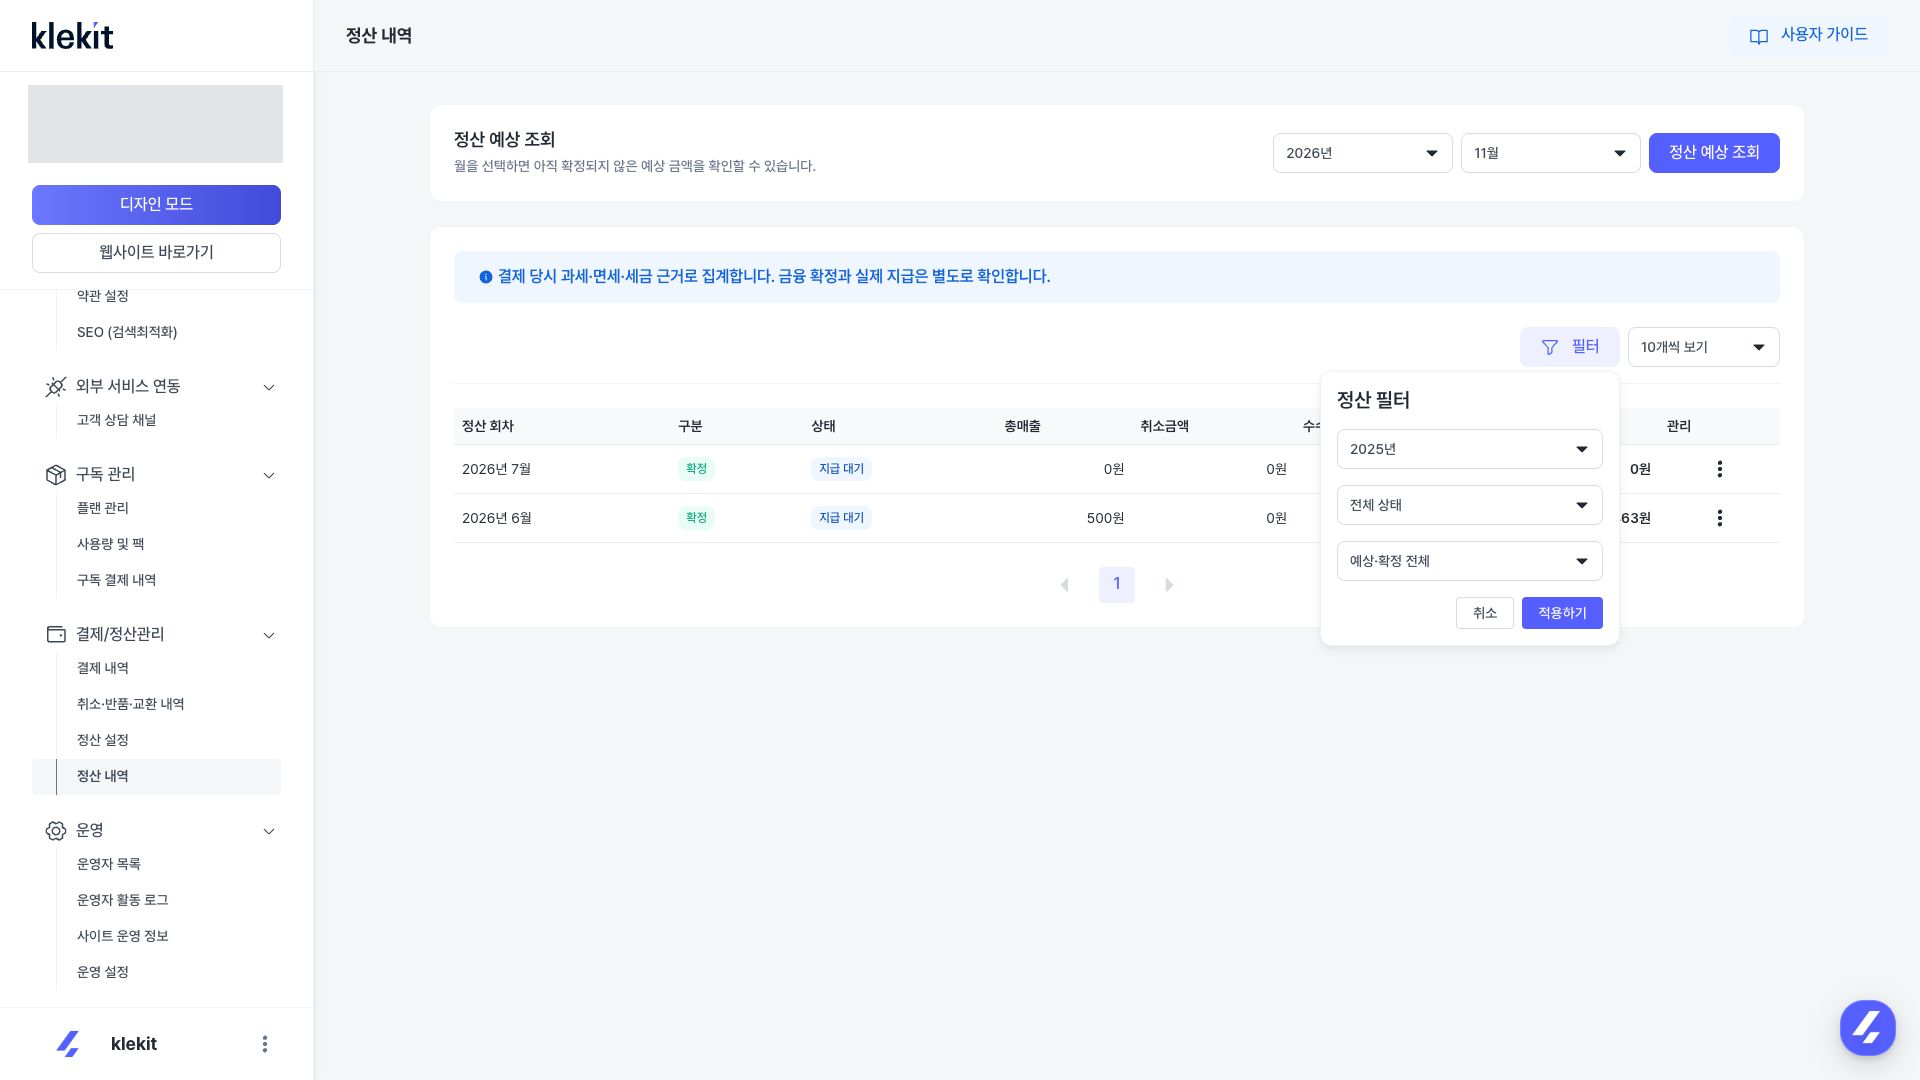 klekit
정산 내역
사용자 가이드
디자인 모드
웹사이트 바로가기
약관 설정
SEO (검색최적화)
외부 서비스 연동
고객 상담 채널
구독 관리
플랜 관리
사용량 및 팩
구독 결제 내역
결제/정산관리
결제 내역
취소·반품·교환 내역
정산 설정
정산 내역
운영
운영자 목록
운영자 활동 로그
사이트 운영 정보
운영 설정
klekit
정산 예상 조회
월을 선택하면 아직 확정되지 않은 예상 금액을 확인할 수 있습니다.
2026년
11월
정산 예상 조회
결제 당시 과세·면세·세금 근거로 집계합니다. 금융 확정과 실제 지급은 별도로 확인합니다.
필터
10개씩 보기
정산 회차 구분 상태 총매출 취소금액 관리
2026년 7월 확정 지급 대기 0원 0원 0원
2026년 6월 확정 지급 대기 500원 0원 63원
1
정산 필터
2025년
전체 상태
예상·확정 전체
취소 적용하기